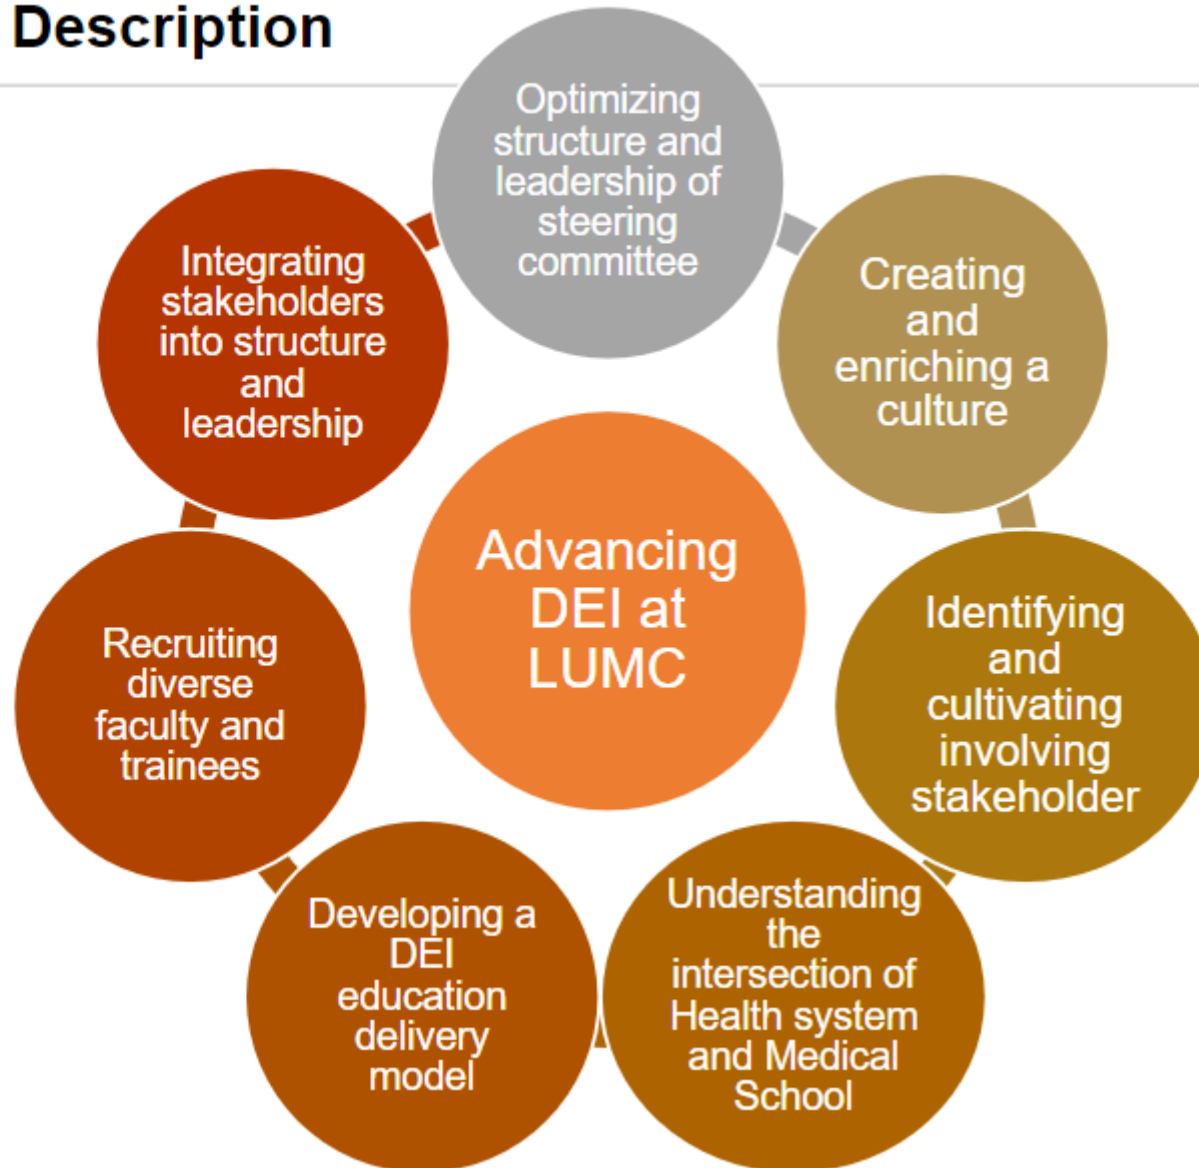 Description
Optimizing
structure and
leadership of
steering
committee
Creating
and
enriching a
culture
Identifying
and
cultivating
involving
stakeholder
Understanding
the
intersection of
Health system
and Medical
School
Developing a
DEI
education
delivery
model
Recruiting
diverse
faculty and
trainees
Integrating
stakeholders
into structure
and
leadership
Advancing
DEI at
LUMC